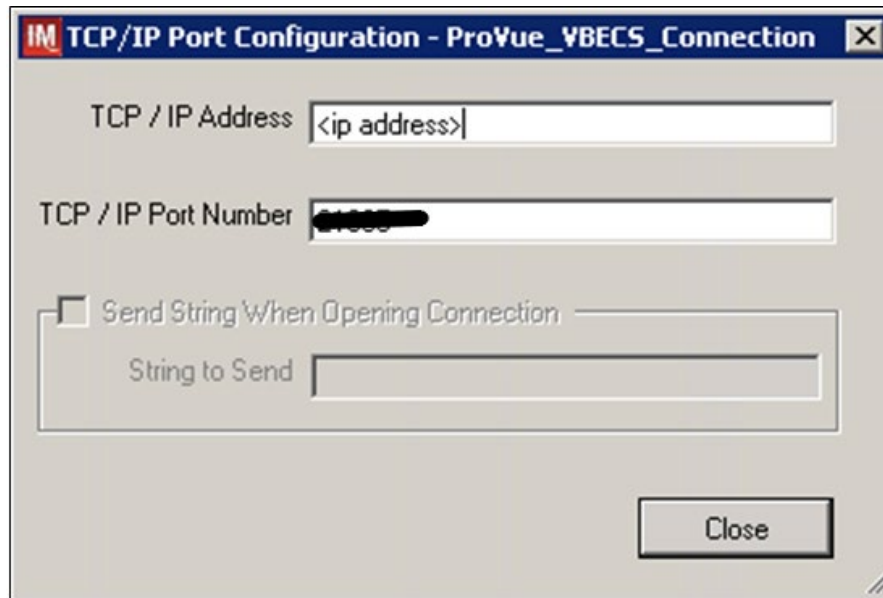 IM TCP/IP Port Configuration - ProVue_VBECS_Connection
TCP / IP Address <ip address>
TCP / IP Port Number
Send String When Opening Connection
String to Send
Close